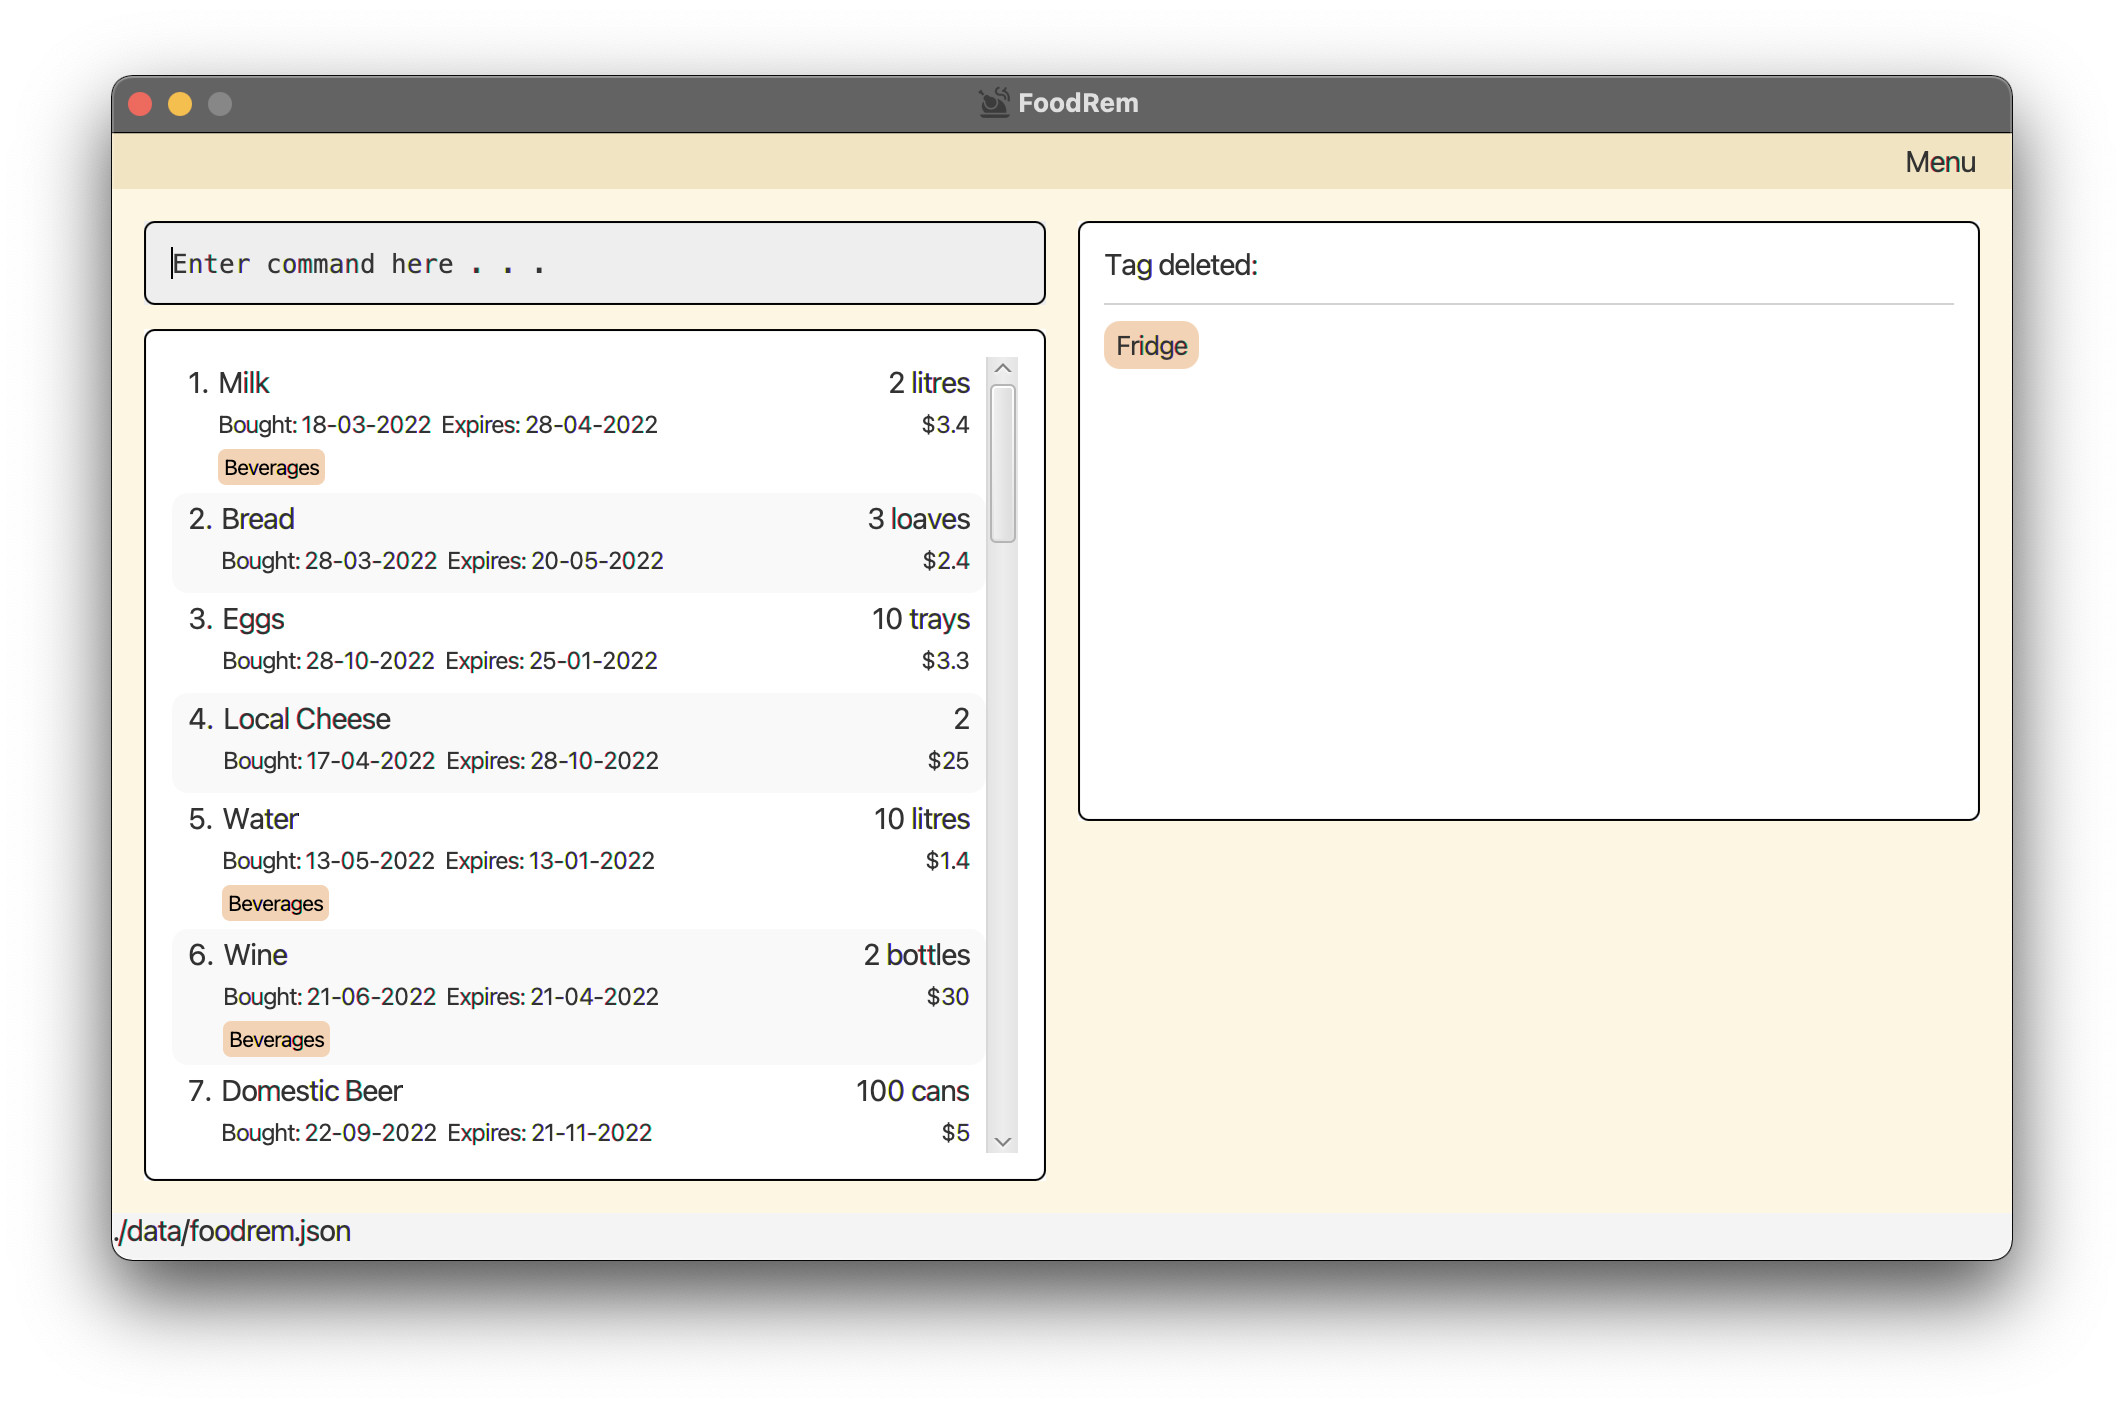 FoodRem
Menu
Enter command here . . .
1. Milk 2 litres
Bought: 18-03-2022 Expires: 28-04-2022 $3.4
Beverages
2. Bread 3 loaves
Bought: 28-03-2022 Expires: 20-05-2022 $2.4
3. Eggs 10 trays
Bought: 28-10-2022 Expires: 25-01-2022 $3.3
4. Local Cheese 2
Bought: 17-04-2022 Expires: 28-10-2022 $25
5. Water 10 litres
Bought: 13-05-2022 Expires: 13-01-2022 $1.4
Beverages
6. Wine 2 bottles
Bought: 21-06-2022 Expires: 21-04-2022 $30
Beverages
7. Domestic Beer 100 cans
Bought: 22-09-2022 Expires: 21-11-2022 $5
Tag deleted:
Fridge
./data/foodrem.json